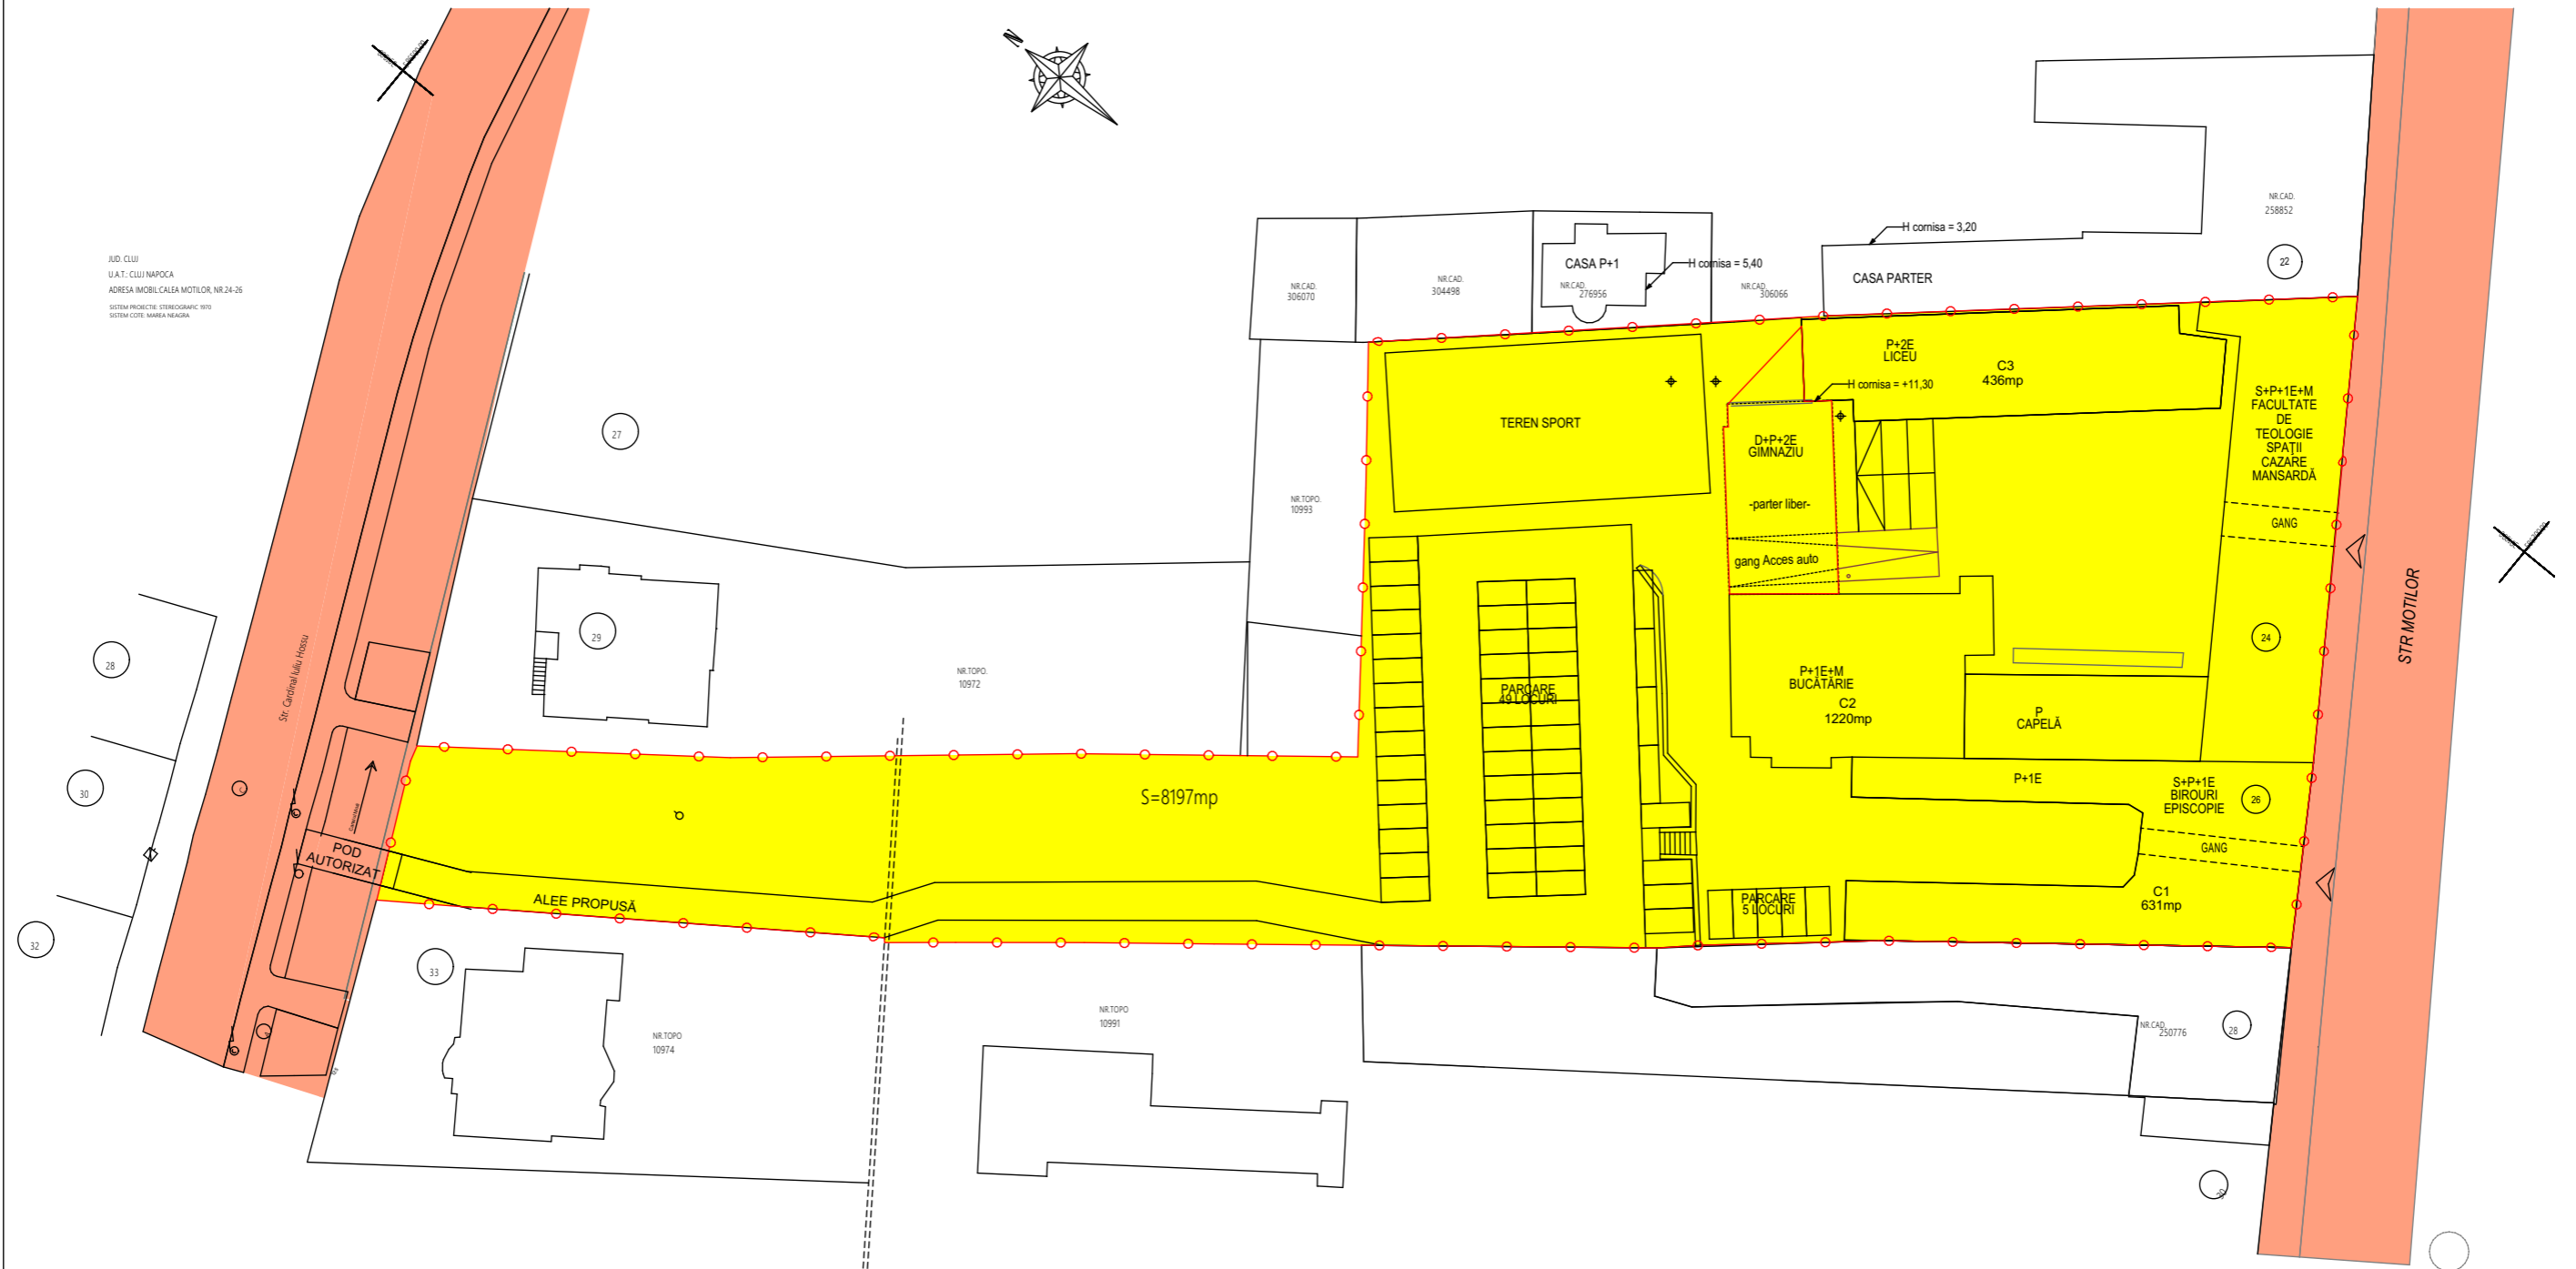 N
JUD. CLUJ
U.A.T.: CLUJ NAPOCA
ADRESA IMOBIL:CALEA MOTILOR, NR.24-26
SISTEM PROIECTIE: STEREOGRAFIC 1970
SISTEM COTE: MAREA NEAGRA
NR.CAD.
258852
22
H cornisa = 3,20
CASA PARTER
CASA P+1
H cornisa = 5,40
NR.CAD.
276956
NR.CAD.
306066
NR.CAD.
304498
NR.CAD.
306070
P+2E
LICEU
C3
436mp
H cornisa = +11,30
TEREN SPORT
D+P+2E
GIMNAZIU
-parter liber-
gang Acces auto
S+P+1E+M
FACULTATE
DE
TEOLOGIE
SPAŢII
CAZARE
MANSARDĂ
GANG
STR MOTILOR
24
27
NR.TOPO.
10993
28
29
Str. Cardinal Iuliu Hossu
NR.TOPO.
10972
PARCARE
49 LOCURI
P+1E+M
BUCĂTĂRIE
C2
1220mp
P
CAPELĂ
P+1E
S+P+1E
BIROURI
EPISCOPIE
26
GANG
C1
631mp
30
S=8197mp
POD
AUTORIZAT
ALEE PROPUSĂ
PARCARE
5 LOCURI
32
33
NR.TOPO
10974
NR.TOPO
10991
NR.CAD.
250776
28
30